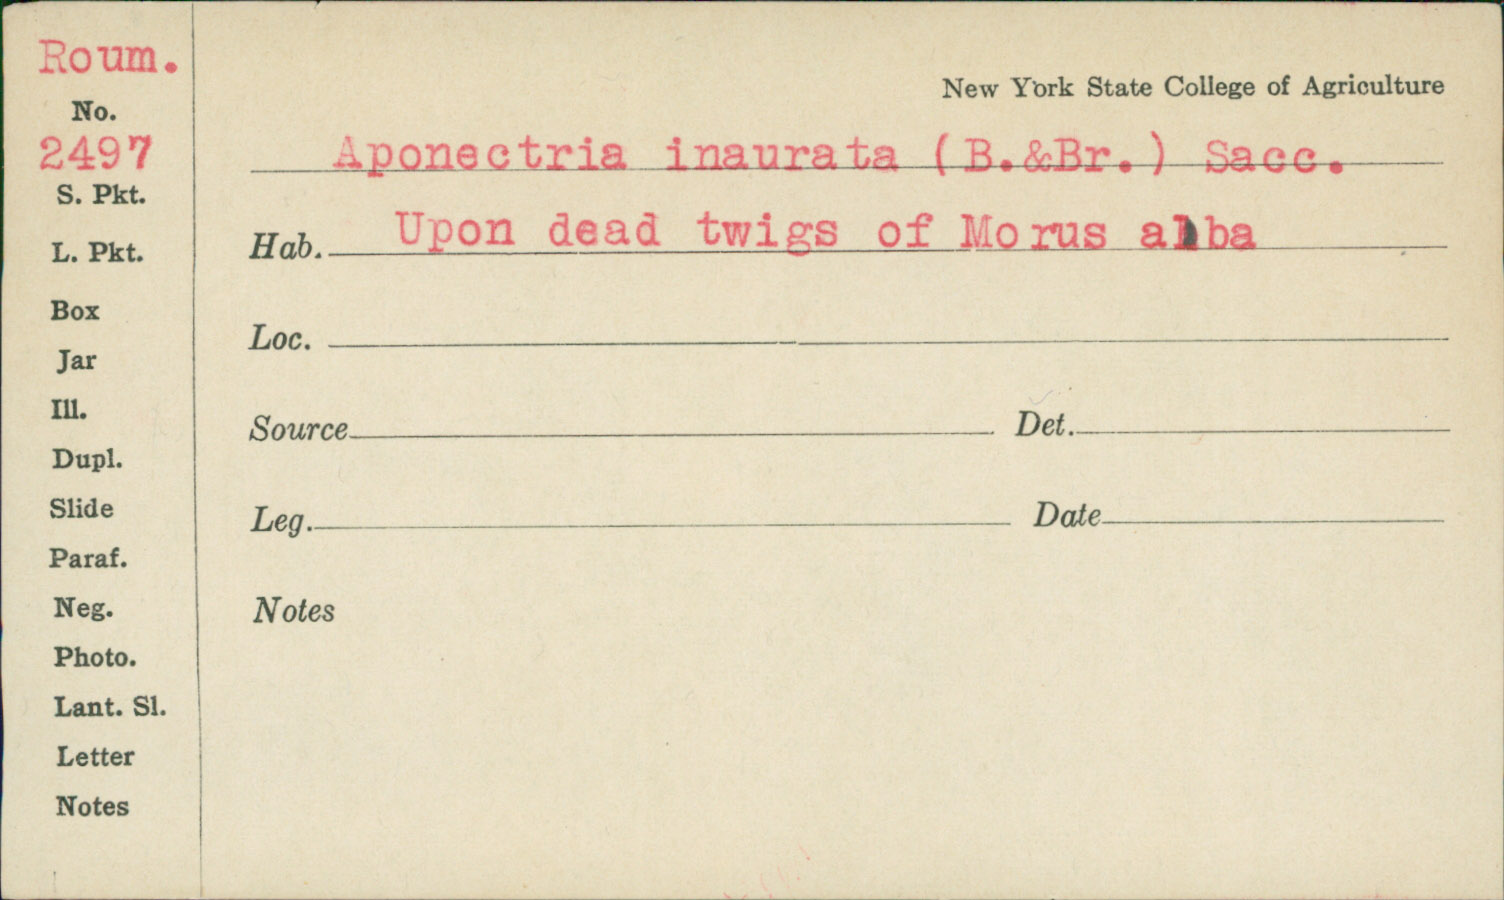 Roum.
No.
2497
S. Pkt.
L. Pkt.
Box
Jar
Ill.
Dupl.
Slide
Paraf.
Neg.
Photo.
Lant. Sl.
Letter
Notes
New York State College of Agriculture
Aponectria inaurata (B.&Br.) Sacc.
Hab. Upon dead twigs of Morus alba
Loc.
Source Det.
Leg. Date
Notes